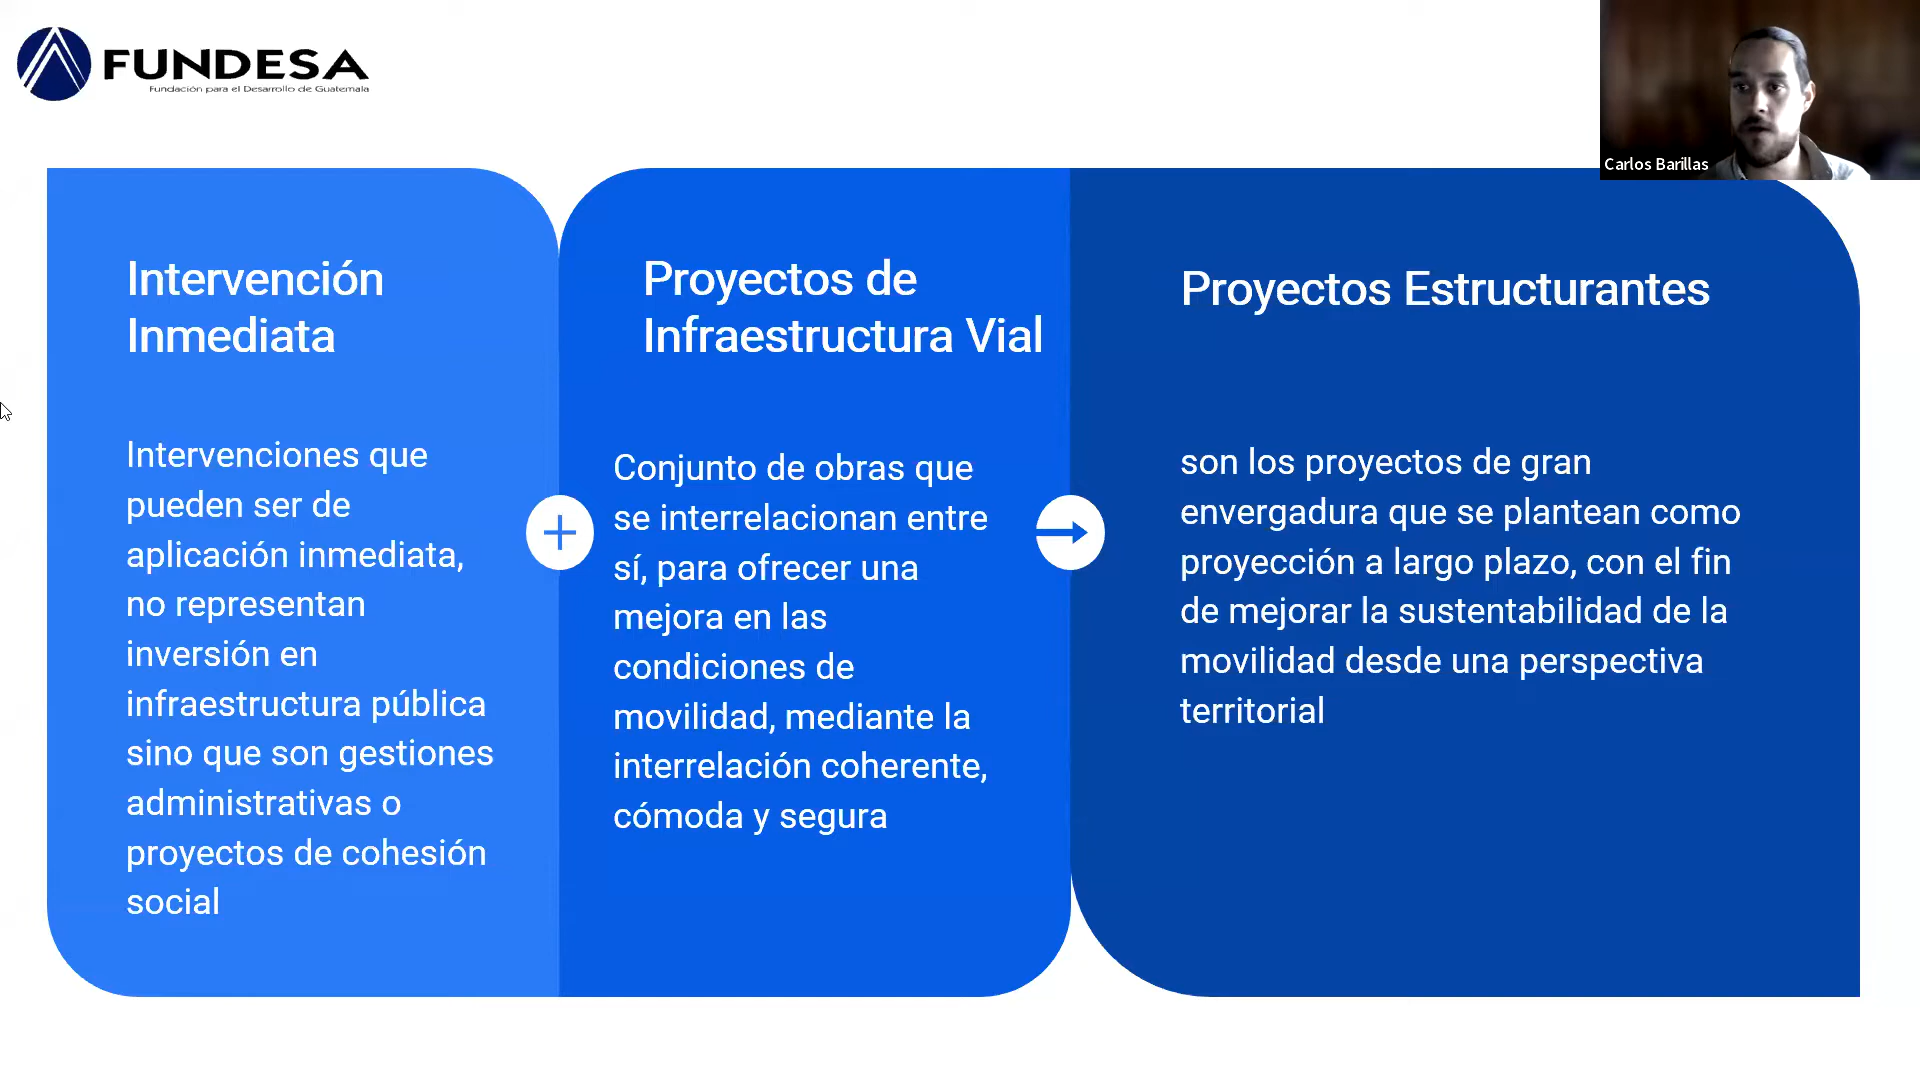 FUNDESA
Fundación para el Desarrollo de Guatemala
Carlos Barillas
Intervención
Inmediata
Intervenciones que
pueden ser de
aplicación inmediata,
no representan
inversión en
infraestructura pública
sino que son gestiones
administrativas o
proyectos de cohesión
social
Proyectos de
Infraestructura Vial
Conjunto de obras que
se interrelacionan entre
sí, para ofrecer una
mejora en las
condiciones de
movilidad, mediante la
interrelación coherente,
cómoda y segura
Proyectos Estructurantes
son los proyectos de gran
envergadura que se plantean como
proyección a largo plazo, con el fin
de mejorar la sustentabilidad de la
movilidad desde una perspectiva
territorial